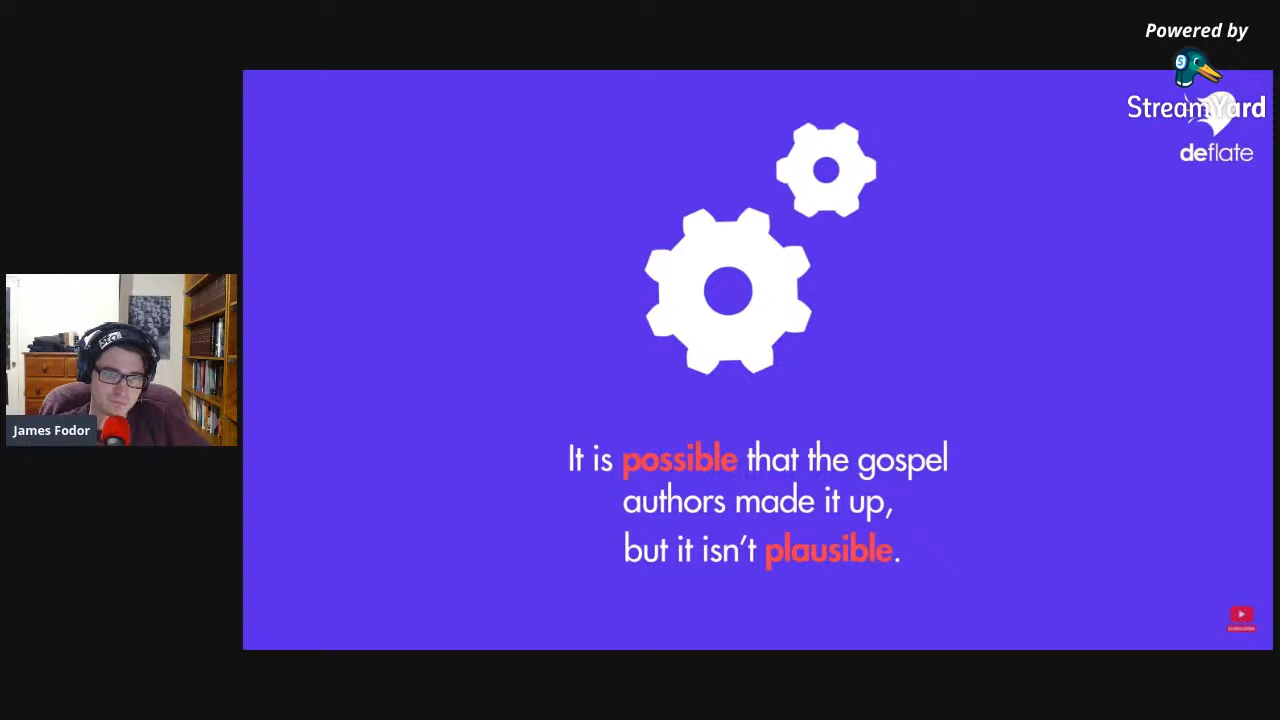 Powered by
StreamYard
deflate
It is possible that the gospel
authors made it up,
but it isn't plausible.
James Fodor
SUBSCRIBE